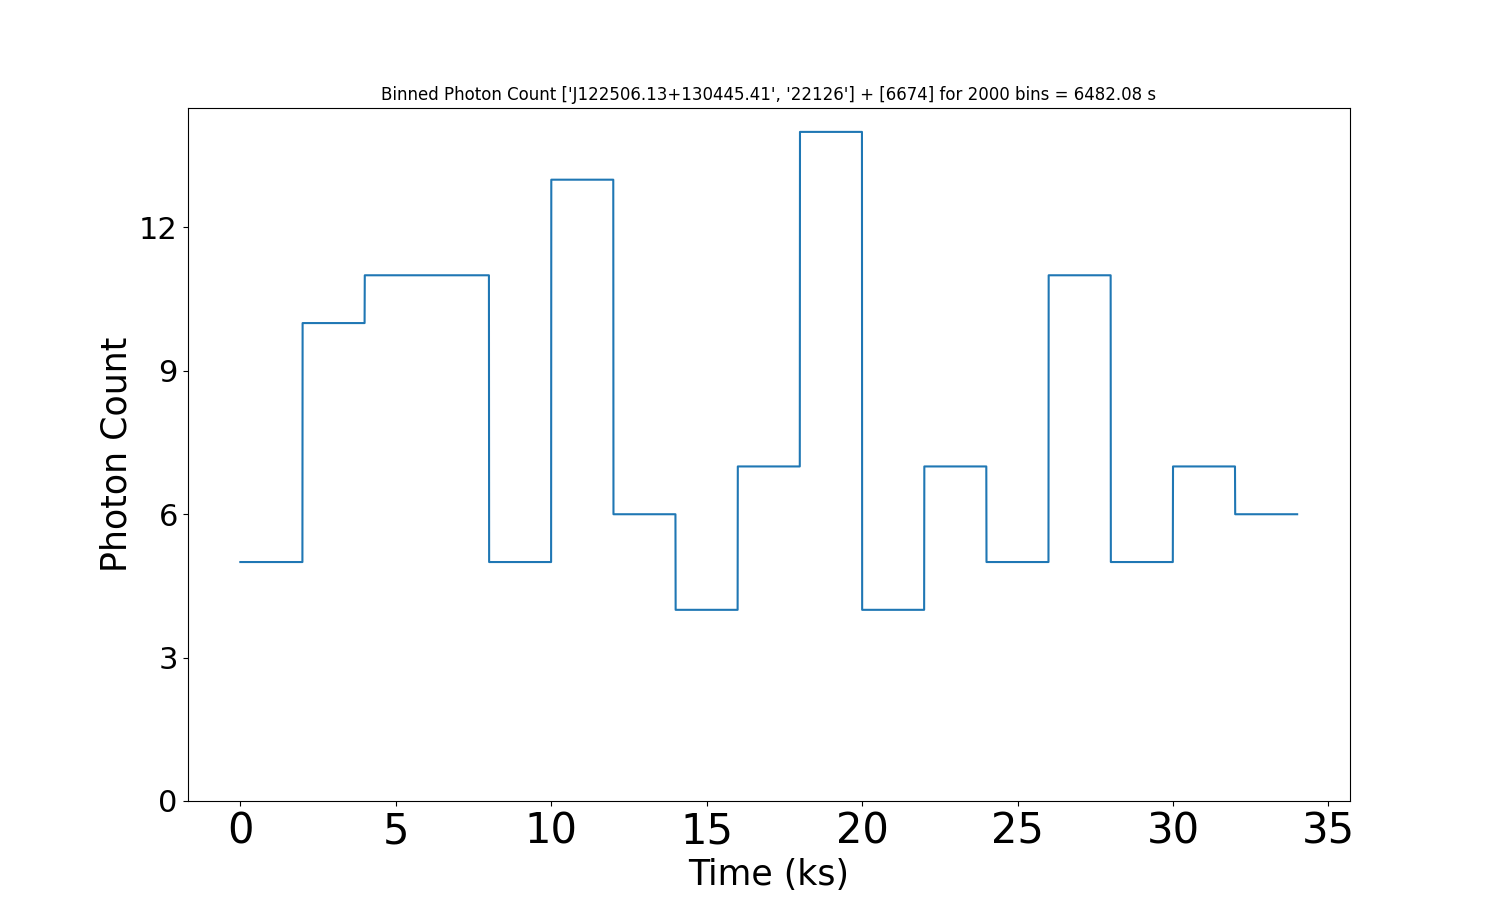 Binned Photon Count ['J122506.13+130445.41', '22126'] + [6674] for 2000 bins = 6482.08 s
12
9
6
3
0
Photon Count
0 5 10 15 20 25 30 35
Time (ks)